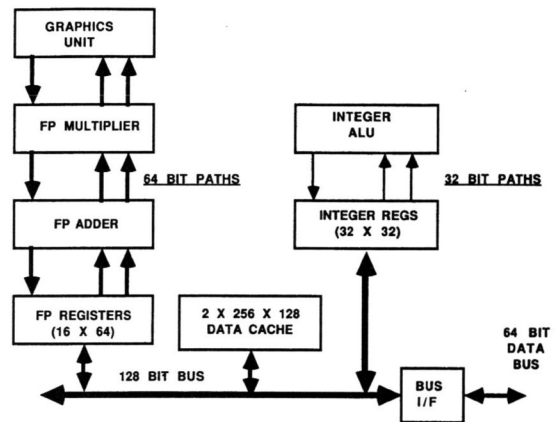 GRAPHICS
UNIT
FP MULTIPLIER
64 BIT PATHS
FP ADDER
FP REGISTERS
(16 X 64)
2 X 256 X 128
DATA CACHE
INTEGER
ALU
32 BIT PATHS
INTEGER REGS
(32 X 32)
128 BIT BUS
BUS
I/F
64 BIT
DATA
BUS